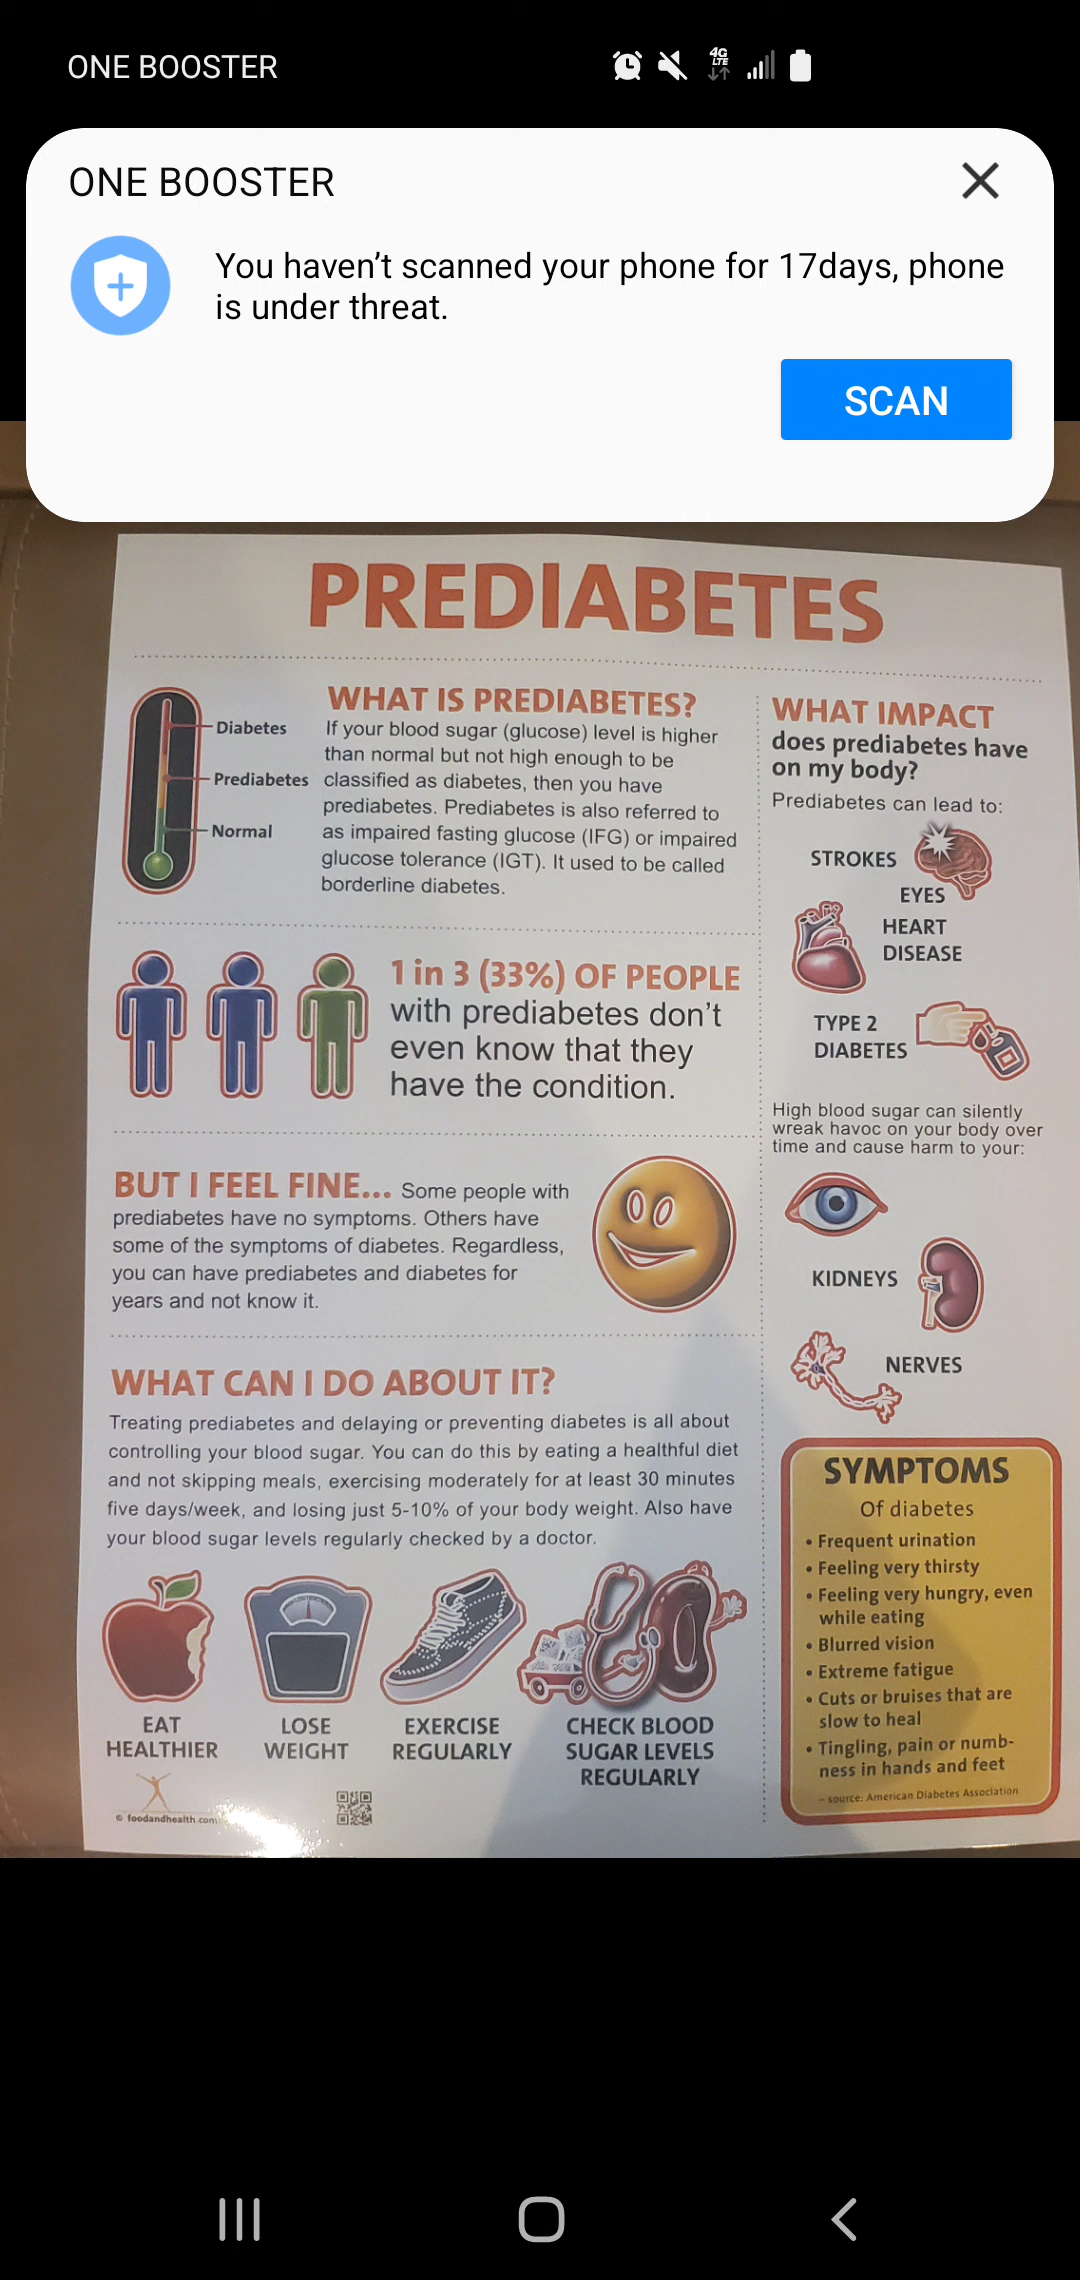 ONE BOOSTER
4G
LTE
ONE BOOSTER
You haven't scanned your phone for 17days, phone
is under threat.
SCAN
PREDIABETES
Diabetes
Prediabetes
Normal
WHAT IS PREDIABETES?
If your blood sugar (glucose) level is higher
than normal but not high enough to be
classified as diabetes, then you have
prediabetes. Prediabetes is also referred to
as impaired fasting glucose (IFG) or impaired
glucose tolerance (IGT). It used to be called
borderline diabetes.
1 in 3 (33%) OF PEOPLE
with prediabetes don't
even know that they
have the condition.
BUT I FEEL FINE... Some people with
prediabetes have no symptoms. Others have
some of the symptoms of diabetes. Regardless,
you can have prediabetes and diabetes for
years and not know it.
WHAT CAN I DO ABOUT IT?
Treating prediabetes and delaying or preventing diabetes is all about
controlling your blood sugar. You can do this by eating a healthful diet
and not skipping meals, exercising moderately for at least 30 minutes
five days/week, and losing just 5-10% of your body weight. Also have
your blood sugar levels regularly checked by a doctor.
EAT
HEALTHIER
LOSE
WEIGHT
EXERCISE
REGULARLY
CHECK BLOOD
SUGAR LEVELS
REGULARLY
© foodandhealth.com
WHAT IMPACT
does prediabetes have
on my body?
Prediabetes can lead to:
STROKES
EYES
HEART
DISEASE
TYPE 2
DIABETES
High blood sugar can silently
wreak havoc on your body over
time and cause harm to your:
KIDNEYS
NERVES
SYMPTOMS
Of diabetes
• Frequent urination
• Feeling very thirsty
• Feeling very hungry, even
while eating
• Blurred vision
• Extreme fatigue
• Cuts or bruises that are
slow to heal
• Tingling, pain or numb-
ness in hands and feet
– source: American Diabetes Association